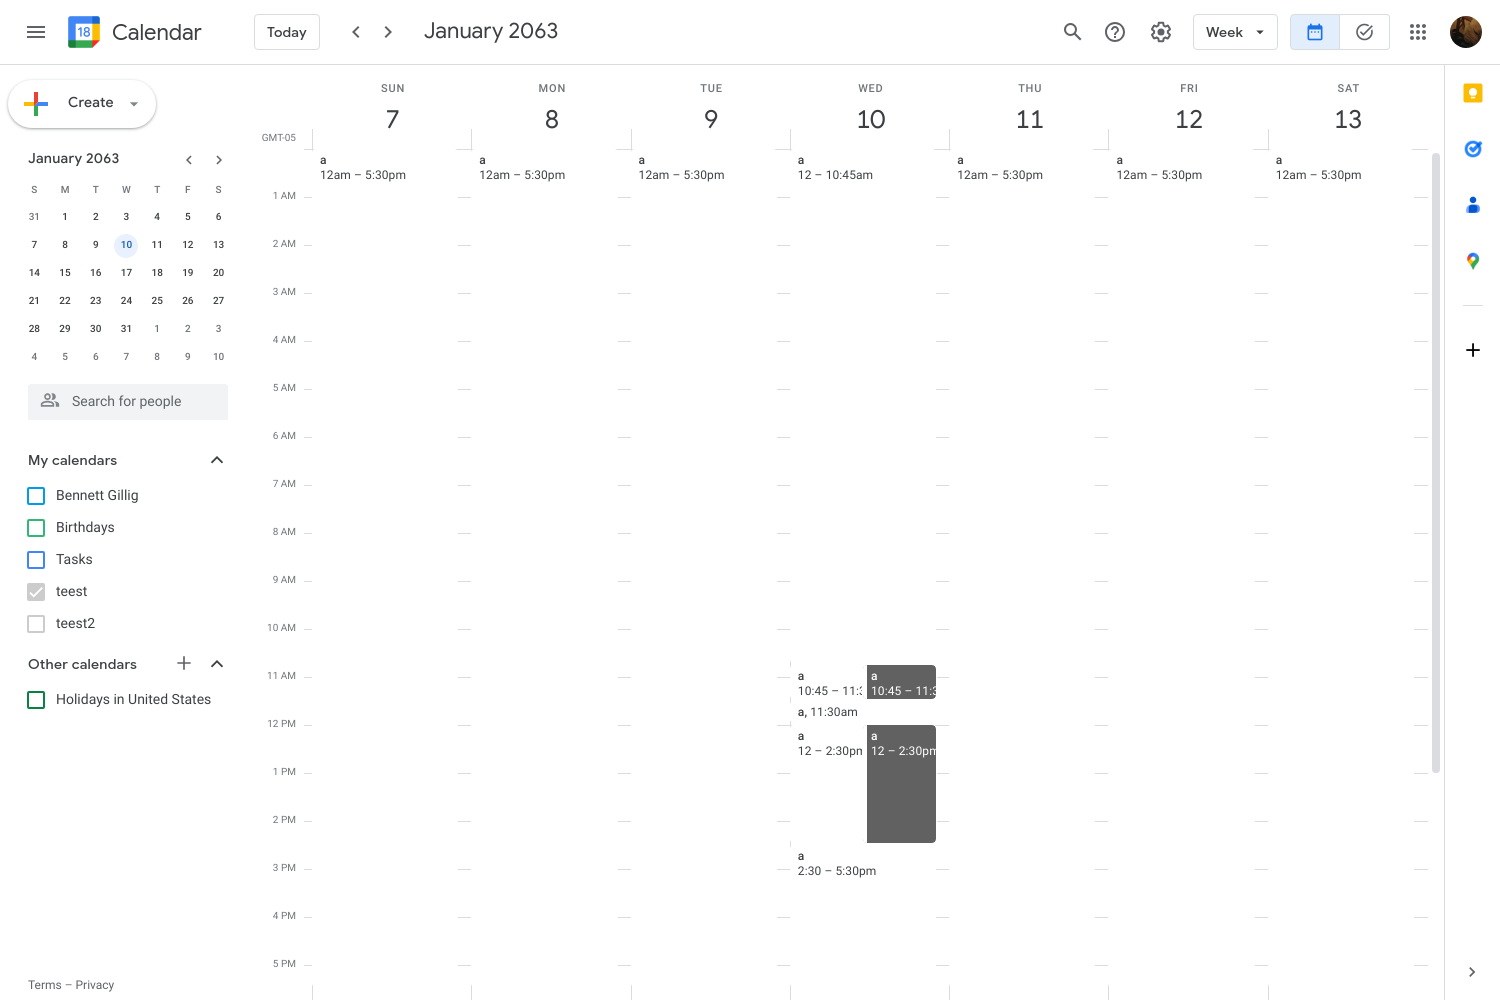 18 Calendar Today January 2063 Week
Create
January 2063
S M T W T F S
31 1 2 3 4 5 6
7 8 9 10 11 12 13
14 15 16 17 18 19 20
21 22 23 24 25 26 27
28 29 30 31 1 2 3
4 5 6 7 8 9 10
Search for people
My calendars
Bennett Gillig
Birthdays
Tasks
teest
teest2
Other calendars
Holidays in United States
Terms – Privacy
SUN MON TUE WED THU FRI SAT
7 8 9 10 11 12 13
GMT-05
a a a a a a a
12am – 5:30pm 12am – 5:30pm 12am – 5:30pm 12 – 10:45am 12am – 5:30pm 12am – 5:30pm 12am – 5:30pm
1 AM
2 AM
3 AM
4 AM
5 AM
6 AM
7 AM
8 AM
9 AM
10 AM
11 AM a a
10:45 – 11:3 10:45 – 11:3
a, 11:30am
12 PM
a a
12 – 2:30pm 12 – 2:30pm
1 PM
2 PM
a
3 PM 2:30 – 5:30pm
4 PM
5 PM